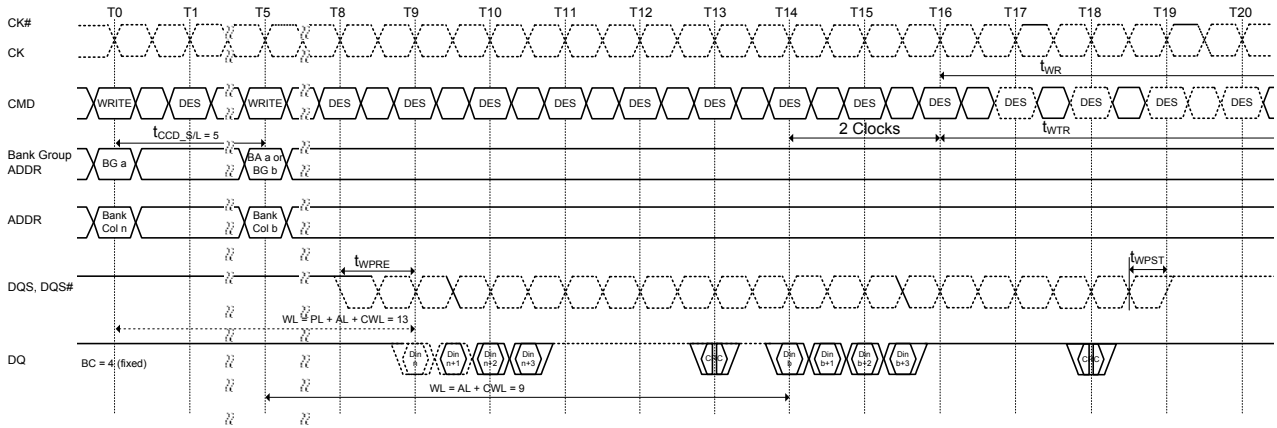 T0 T1 T5 T8 T9 T10 T11 T12 T13 T14 T15 T16 T17 T18 T19 T20
CK#
CK
tWR
CMD WRITE DES WRITE DES DES DES DES DES DES DES DES DES DES DES DES DES
2 Clocks
tWTR
tCCD_S/L = 5
Bank Group
ADDR
BG a
BA a or
BG b
ADDR
Bank
Col n
Bank
Col b
tWPRE
tWPST
DQS, DQS#
WL = PL + AL + CWL = 13
DQ
BC = 4 (fixed)
Din
n
Din
n+1
Din
n+2
Din
n+3
Din
b
Din
b+1
Din
b+2
Din
b+3
WL = AL + CWL = 9